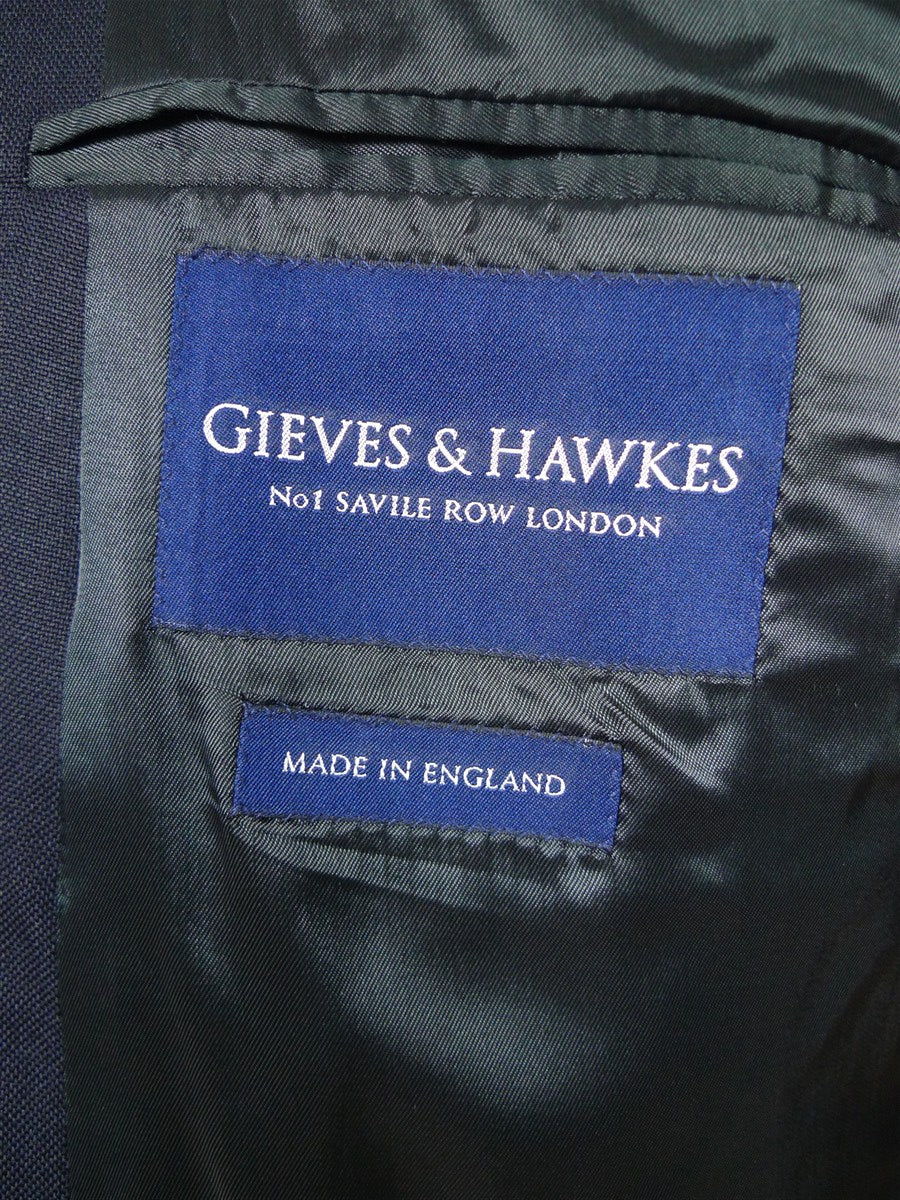 GIEVES & HAWKES
No1 SAVILE ROW LONDON
MADE IN ENGLAND